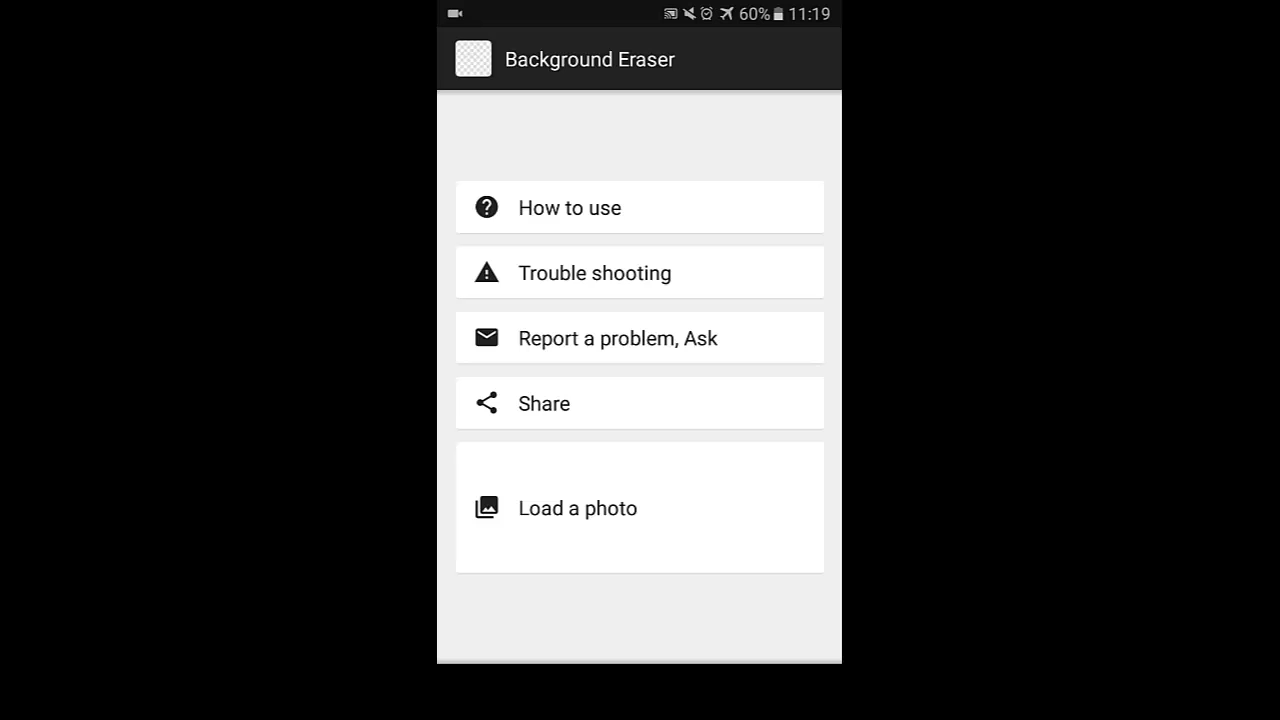 60% 11:19
Background Eraser
How to use
Trouble shooting
Report a problem, Ask
Share
Load a photo